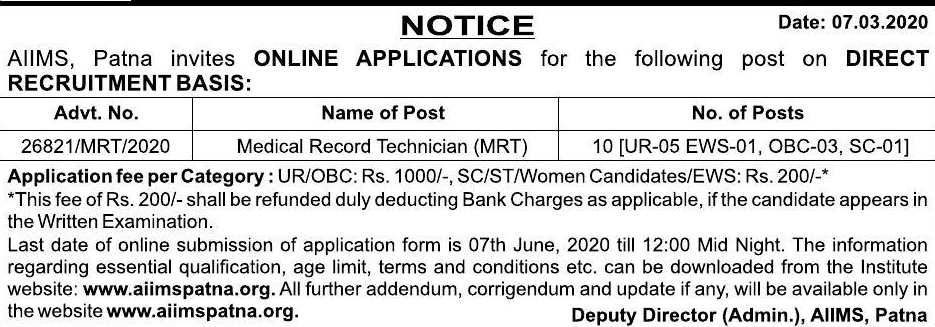 NOTICE
Date: 07.03.2020
AIIMS, Patna invites ONLINE APPLICATIONS for the following post on DIRECT
RECRUITMENT BASIS:
Advt. No. Name of Post No. of Posts
26821/MRT/2020 Medical Record Technician (MRT) 10 [UR-05 EWS-01, OBC-03, SC-01]
Application fee per Category : UR/OBC: Rs. 1000/-, SC/ST/Women Candidates/EWS: Rs. 200/-*
*This fee of Rs. 200/- shall be refunded duly deducting Bank Charges as applicable, if the candidate appears in
the Written Examination.
Last date of online submission of application form is 07th June, 2020 till 12:00 Mid Night. The information
regarding essential qualification, age limit, terms and conditions etc. can be downloaded from the Institute
website: www.aiimspatna.org. All further addendum, corrigendum and update if any, will be available only in
the website www.aiimspatna.org.
Deputy Director (Admin.), AIIMS, Patna